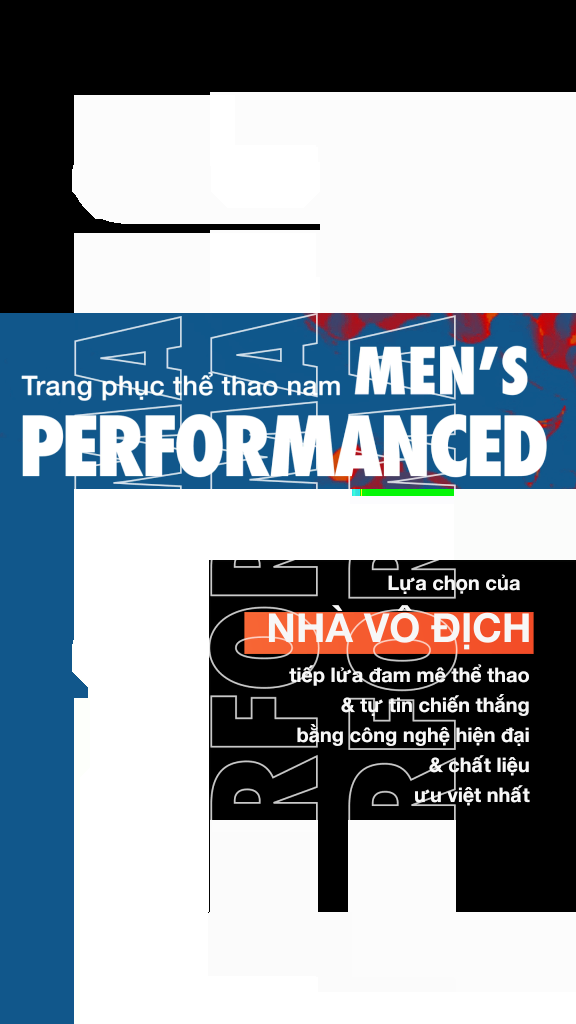 Trang phục thể thao nam MEN'S
PERFORMANCED
Lựa chọn của
NHÀ VÔ ĐỊCH
tiếp lửa đam mê thể thao
& tự tin chiến thắng
bằng công nghệ hiện đại
& chất liệu
ưu việt nhất